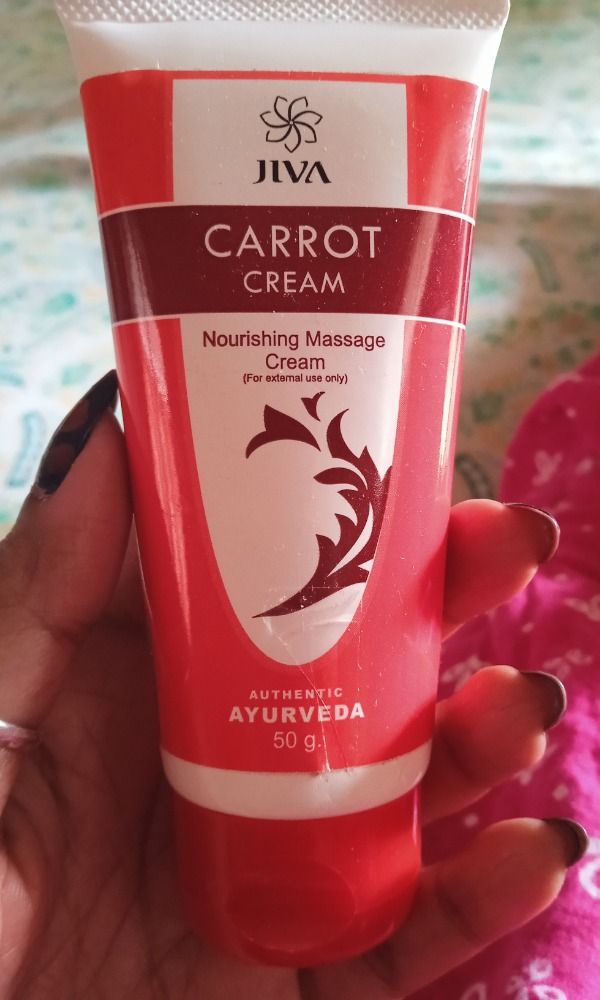 JIVA
CARROT
CREAM
Nourishing Massage
Cream
(For external use only)
AUTHENTIC
AYURVEDA
50 g.